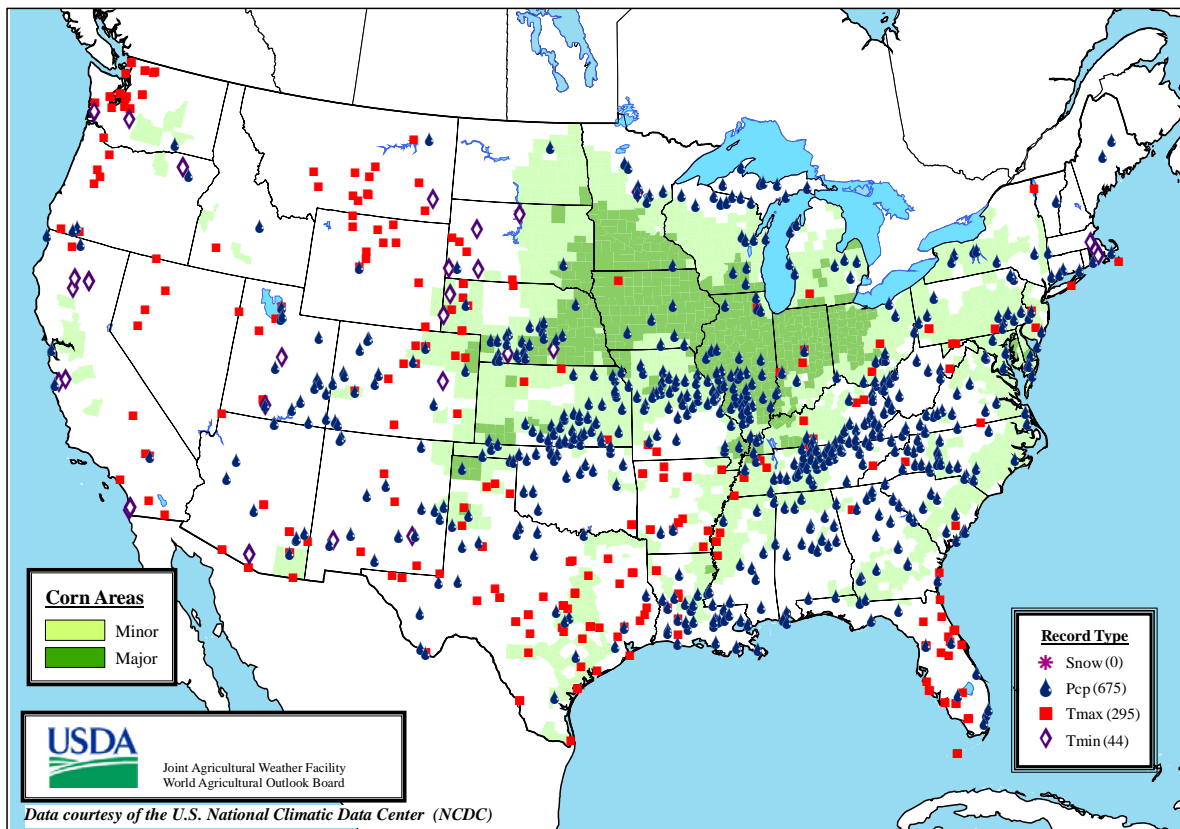 Corn Areas
Minor
Major
Record Type
Snow (0)
Pcp (675)
Tmax (295)
Tmin (44)
USDA
Joint Agricultural Weather Facility
World Agricultural Outlook Board
Data courtesy of the U.S. National Climatic Data Center (NCDC)